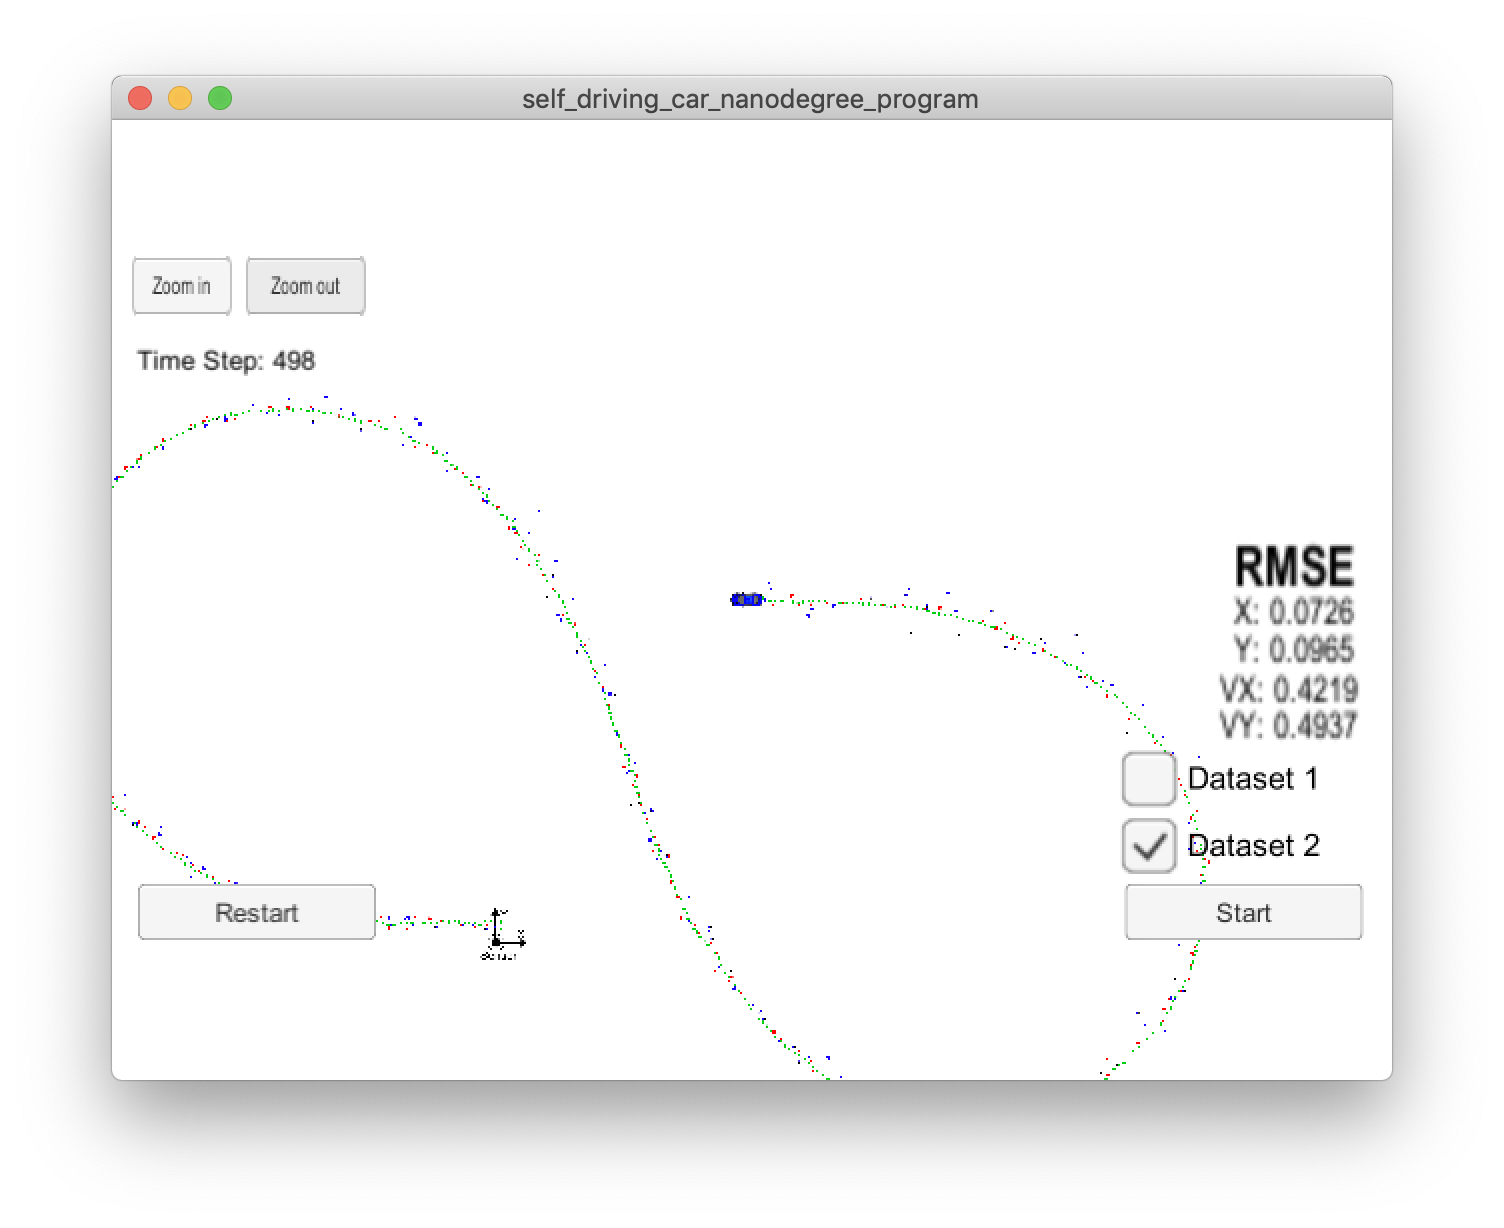 self_driving_car_nanodegree_program
Zoom in
Zoom out
Time Step: 498
RMSE
X: 0.0726
Y: 0.0965
VX: 0.4219
VY: 0.4937
Dataset 1
Dataset 2
Restart
Start